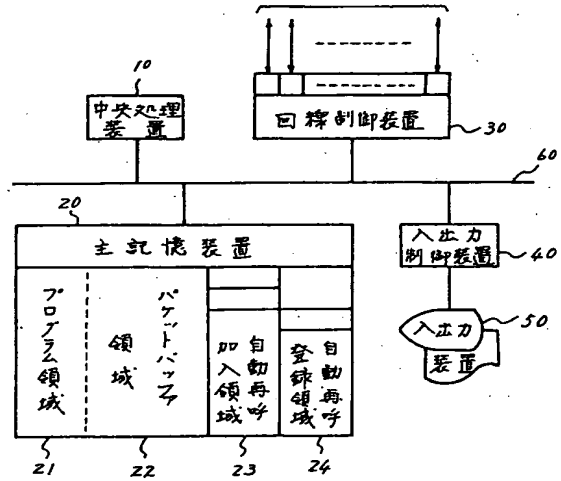 10
中央処理
装置
回線制御装置
30
60
20
主記憶装置
入出力
制御装置
40
プログラム領域
パケットバッファ
領域
自動再呼
加入領域
自動再呼
登録領域
入出力
装置
50
21
22
23
24